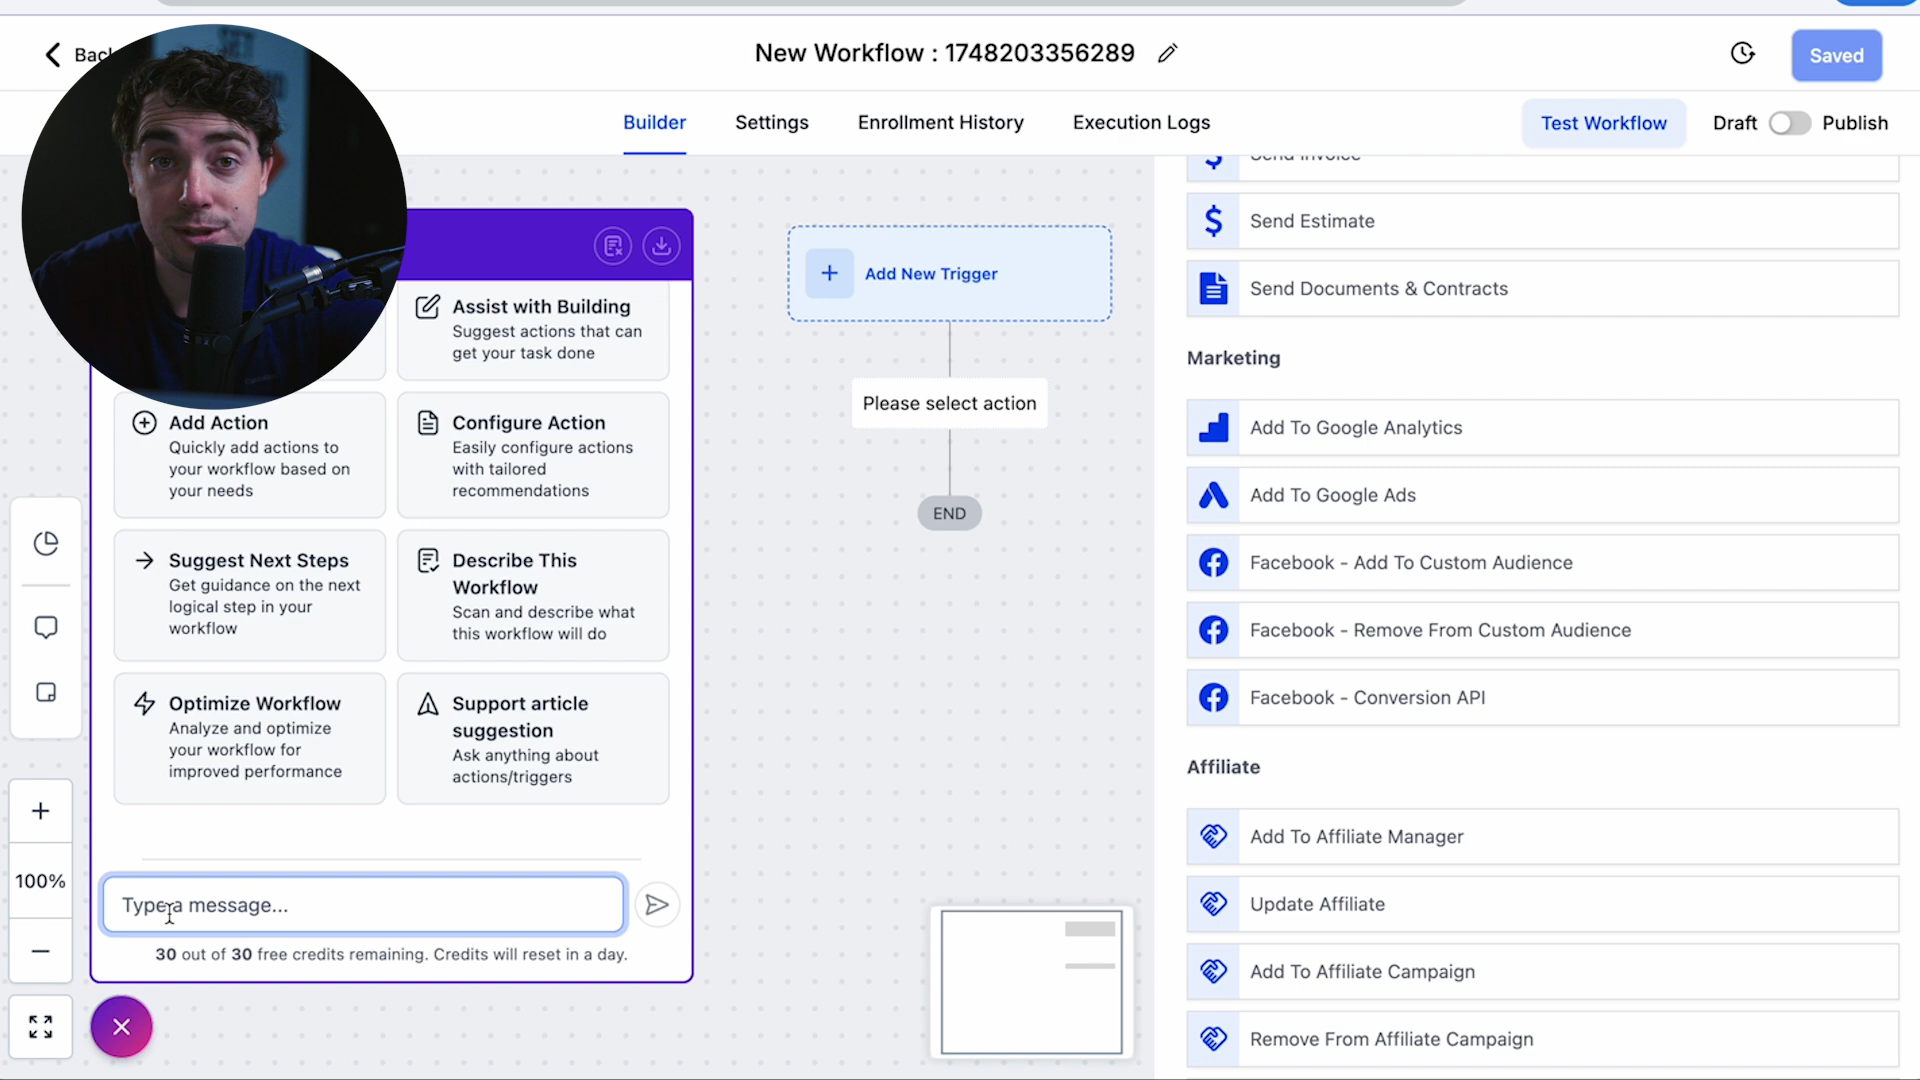 Back
New Workflow : 1748203356289
Saved
Builder
Settings
Enrollment History
Execution Logs
Test Workflow
Draft
Publish
Assist with Building
Suggest actions that can
get your task done
Add Action
Quickly add actions to
your workflow based on
your needs
Configure Action
Easily configure actions
with tailored
recommendations
Suggest Next Steps
Get guidance on the next
logical step in your
workflow
Describe This
Workflow
Scan and describe what
this workflow will do
Optimize Workflow
Analyze and optimize
your workflow for
improved performance
Support article
suggestion
Ask anything about
actions/triggers
Type a message...
30 out of 30 free credits remaining. Credits will reset in a day.
100%
Add New Trigger
Please select action
END
Send Invoice
Send Estimate
Send Documents & Contracts
Marketing
Add To Google Analytics
Add To Google Ads
Facebook - Add To Custom Audience
Facebook - Remove From Custom Audience
Facebook - Conversion API
Affiliate
Add To Affiliate Manager
Update Affiliate
Add To Affiliate Campaign
Remove From Affiliate Campaign